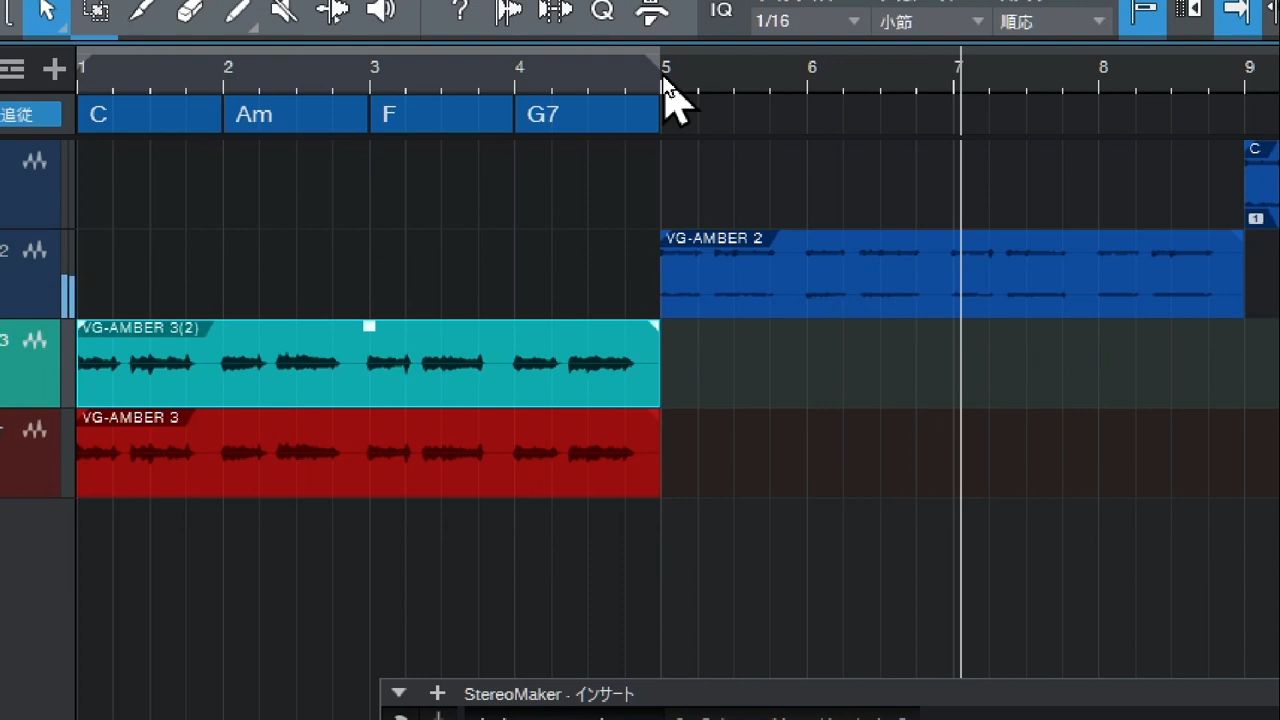 IQ 1/16 小節 順応
1 2 3 4 5 6 7 8 9
追従 C Am F G7
C
1
2 VG-AMBER 2
3 VG-AMBER 3(2)
VG-AMBER 3
StereoMaker - インサート